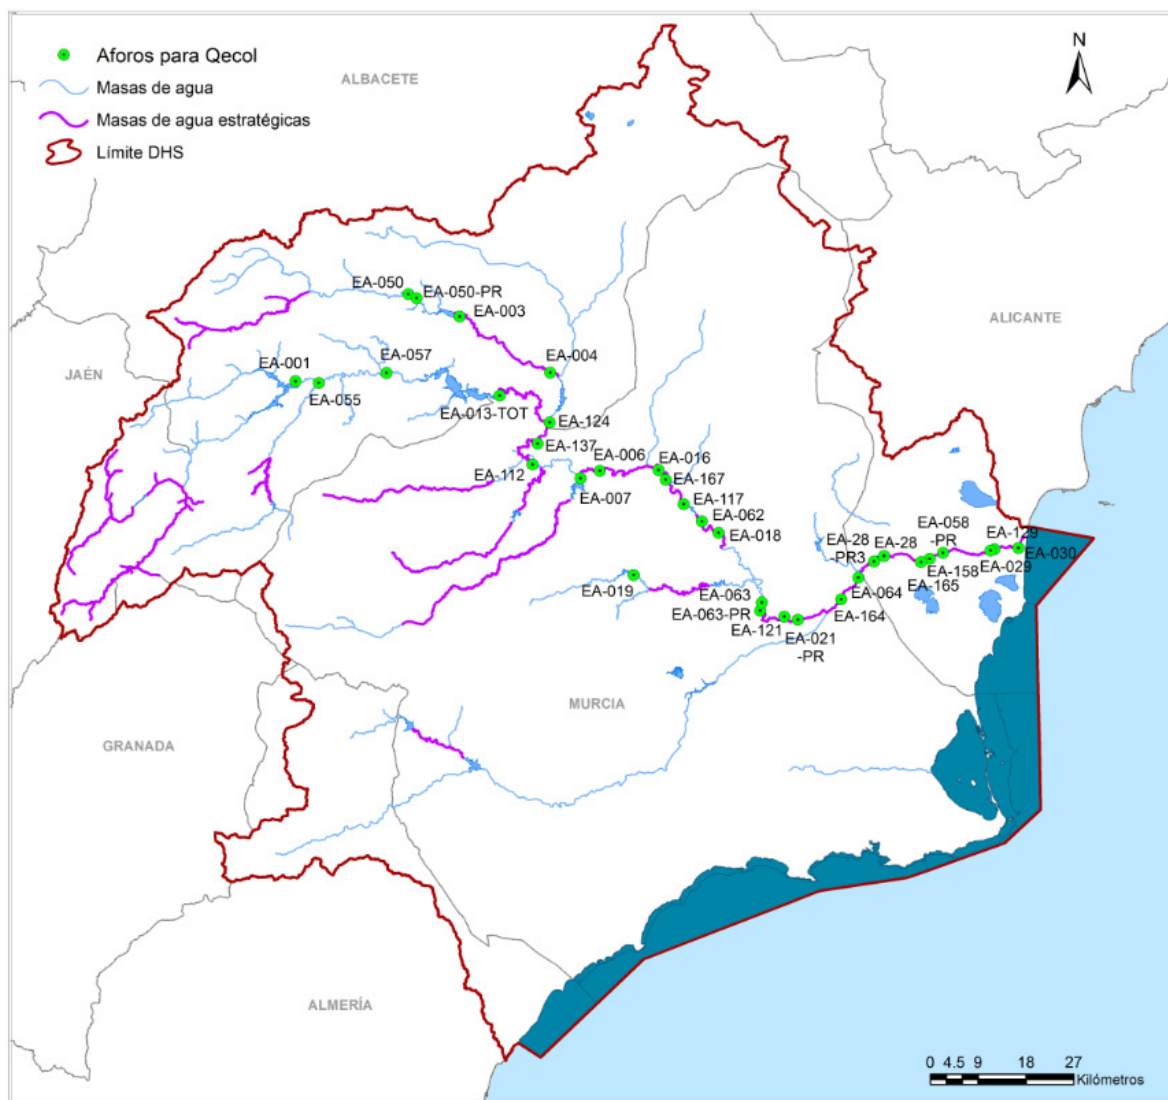 Aforos para Qecol
Masas de agua
Masas de agua estratégicas
Límite DHS
N
ALBACETE
ALICANTE
JAÉN
GRANADA
MURCIA
ALMERÍA
EA-050
EA-050-PR
EA-003
EA-001
EA-057
EA-004
EA-055
EA-013-TOT
EA-124
EA-137
EA-112
EA-006
EA-016
EA-007
EA-167
EA-117
EA-062
EA-018
EA-28
-PR3
EA-28
EA-058
-PR
EA-129
EA-030
EA-029
EA-158
EA-165
EA-019
EA-063
EA-063-PR
EA-064
EA-164
EA-121
EA-021
-PR
0 4.5 9 18 27
Kilómetros